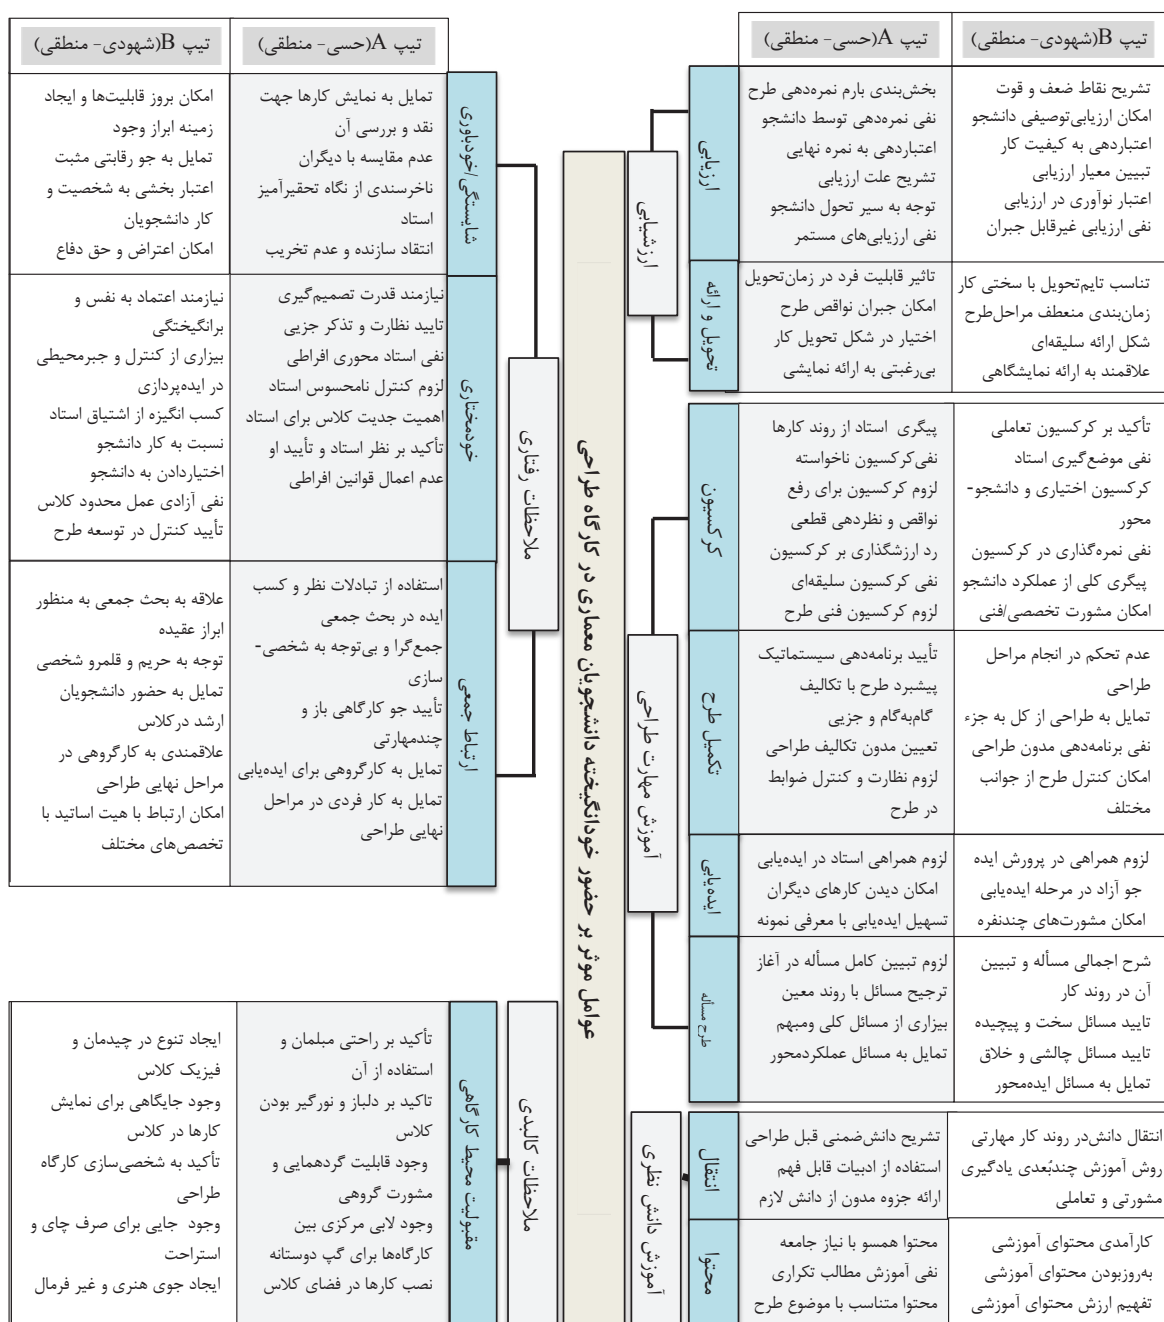 تیپ B(شهودی- منطقی)
تیپ A(حسی- منطقی)
ارزشیابی
ارزیابی
بخش‌بندی بارم نمره‌دهی طرح
نفی نمره‌دهی توسط دانشجو
اعتباردهی به نمره نهایی
تشریح علت ارزیابی
توجه به سیر تحول دانشجو
نفی ارزیابی‌های مستمر
تشریح نقاط ضعف و قوت
امکان ارزیابی‌توصیفی دانشجو
اعتباردهی به کیفیت کار
تبیین معیار ارزیابی
اعتبار نوآوری در ارزیابی
نفی ارزیابی غیرقابل جبران
تحویل و ارائه
تاثیر قابلیت فرد در زمان‌تحویل
امکان جبران نواقص طرح
اختیار در شکل تحویل کار
بی‌رغبتی به ارائه نمایشی
تناسب تایم‌تحویل با سختی کار
زمان‌بندی منعطف مراحل‌طرح
شکل ارائه سلیقه‌ای
علاقمند به ارائه نمایشگاهی
آموزش مهارت طراحی
کرکسیون
پیگری استاد از روند کارها
نفی‌کرکسیون ناخواسته
لزوم کرکسیون برای رفع
نواقص و نظردهی قطعی
رد ارزشگذاری بر کرکسیون
نفی کرکسیون سلیقه‌ای
لزوم کرکسیون فنی طرح
تأکید بر کرکسیون تعاملی
نفی موضع‌گیری استاد
کرکسیون اختیاری و دانشجو-
محور
نفی نمره‌گذاری در کرکسیون
پیگری کلی از عملکرد دانشجو
امکان مشورت تخصصی/فنی
تکمیل طرح
تأیید برنامه‌دهی سیستماتیک
پیشبرد طرح با تکالیف
گام‌به‌گام و جزیی
تعیین مدون تکالیف طراحی
لزوم نظارت و کنترل ضوابط
در طرح
عدم تحکم در انجام مراحل
طراحی
تمایل به طراحی از کل به جزء
نفی برنامه‌دهی مدون طراحی
امکان کنترل طرح از جوانب
مختلف
ایده‌یابی
لزوم همراهی استاد در ایده‌یابی
امکان دیدن کارهای دیگران
تسهیل ایده‌یابی با معرفی نمونه
لزوم همراهی در پرورش ایده
جو آزاد در مرحله ایده‌یابی
امکان مشورت‌های چندنفره
طرح مسأله
لزوم تبیین کامل مسأله در آغاز
ترجیح مسائل با روند معین
بیزاری از مسائل کلی ومبهم
تمایل به مسائل عملکردمحور
شرح اجمالی مسأله و تبیین
آن در روند کار
تایید مسائل سخت و پیچیده
تایید مسائل چالشی و خلاق
تمایل به مسائل ایده‌محور
آموزش دانش نظری
انتقال
تشریح دانش‌ضمنی قبل طراحی
استفاده از ادبیات قابل فهم
ارائه جزوه مدون از دانش لازم
انتقال دانش‌در روند کار مهارتی
روش آموزش چندبُعدی یادگیری
مشورتی و تعاملی
محتوا
محتوا همسو با نیاز جامعه
نفی آموزش مطالب تکراری
محتوا متناسب با موضوع طرح
کارآمدی محتوای آموزشی
به‌روزبودن محتوای آموزشی
تفهیم ارزش محتوای آموزشی
عوامل موثر بر حضور خودانگیخته دانشجویان معماری در کارگاه طراحی
تیپ A(حسی- منطقی)
تیپ B(شهودی- منطقی)
ملاحظات رفتاری
شایستگی/خودباوری
تمایل به نمایش کارها جهت
نقد و بررسی آن
عدم مقایسه با دیگران
ناخرسندی از نگاه تحقیرآمیز
استاد
انتقاد سازنده و عدم تخریب
امکان بروز قابلیت‌ها و ایجاد
زمینه ابراز وجود
تمایل به جو رقابتی مثبت
اعتبار بخشی به شخصیت و
کار دانشجویان
امکان اعتراض و حق دفاع
خودمختاری
نیازمند قدرت تصمیم‌گیری
تایید نظارت و تذکر جزیی
نفی استاد محوری افراطی
لزوم کنترل نامحسوس استاد
اهمیت جدیت کلاس برای استاد
تأکید بر نظر استاد و تأیید او
عدم اعمال قوانین افراطی
نیازمند اعتماد به نفس و
برانگیختگی
بیزاری از کنترل و جبرمحیطی
در ایده‌پردازی
کسب انگیزه از اشتیاق استاد
نسبت به کار دانشجو
اختیاردادن به دانشجو
نفی آزادی عمل محدود کلاس
تأیید کنترل در توسعه طرح
ارتباط جمعی
استفاده از تبادلات نظر و کسب
ایده در بحث جمعی
جمع‌گرا و بی‌توجه به شخصی-
سازی
تأیید جو کارگاهی باز و
چندمهارتی
تمایل به کارگروهی برای ایده‌یابی
تمایل به کار فردی در مراحل
نهایی طراحی
علاقه به بحث جمعی به منظور
ابراز عقیده
توجه به حریم و قلمرو شخصی
تمایل به حضور دانشجویان
ارشد درکلاس
علاقمندی به کارگروهی در
مراحل نهایی طراحی
امکان ارتباط با هیت اساتید با
تخصص‌های مختلف
ملاحظات کالبدی
مقبولیت محیط کارگاهی
تأکید بر راحتی مبلمان و
استفاده از آن
تاکید بر دلباز و نورگیر بودن
کلاس
وجود قابلیت گردهمایی و
مشورت گروهی
وجود لابی مرکزی بین
کارگاه‌ها برای گپ دوستانه
نصب کارها در فضای کلاس
ایجاد تنوع در چیدمان و
فیزیک کلاس
وجود جایگاهی برای نمایش
کارها در کلاس
تأکید به شخصی‌سازی کارگاه
طراحی
وجود جایی برای صرف چای و
استراحت
ایجاد جوی هنری و غیر فرمال